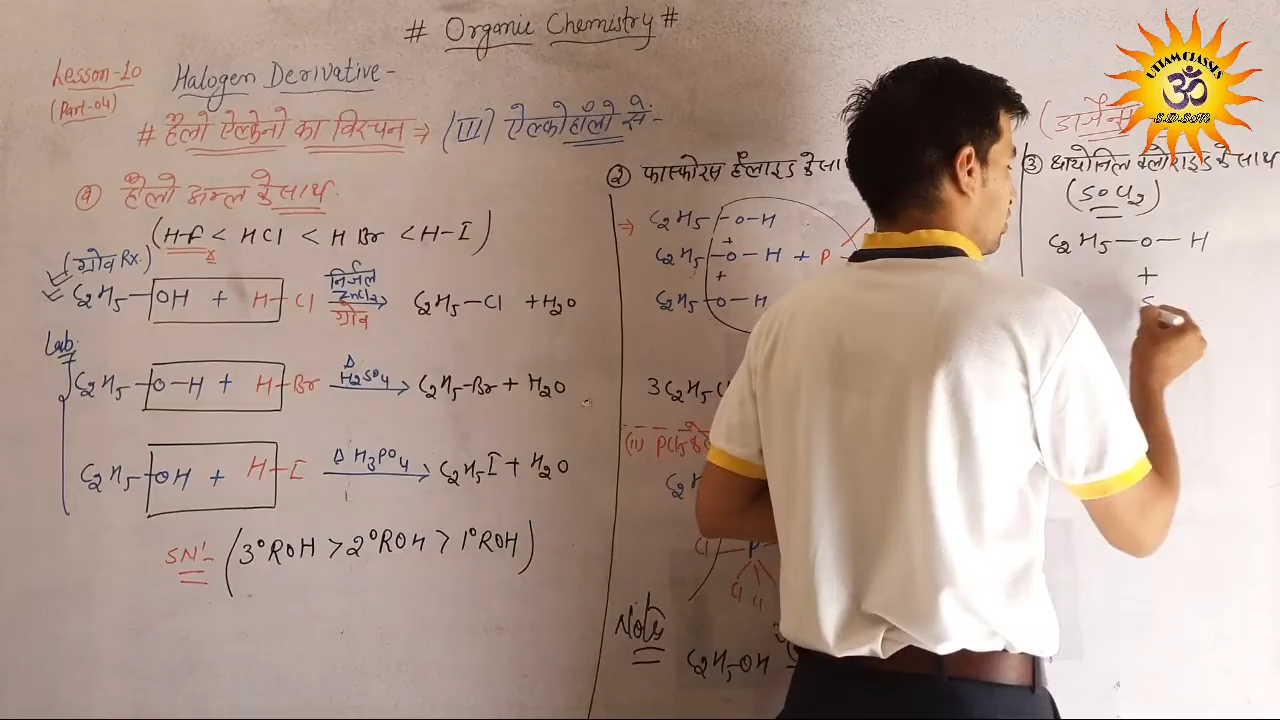 # Organic Chemistry #
Lesson-10 Halogen Derivative-
(Part-04)
# हैलो ऐल्केनो का विरचन ⇒ (III) ऐल्कोहॉलो से:-
① हैलो अम्ल के साथ
(H-F < HCl < HBr < H-I)
(ग्रोव Rx.)
C₂H₅-OH + H-Cl निर्जल ZnCl₂ ग्रोव → C₂H₅-Cl + H₂O
Lab.
C₂H₅-O-H + H-Br Δ H₂SO₄ → C₂H₅-Br + H₂O
C₂H₅-OH + H-I Δ H₃PO₄ → C₂H₅I + H₂O
SN¹- (3°ROH > 2°ROH > 1°ROH)
② फास्फोरस हैलाइड के साथ
→ C₂H₅-O-H
+
C₂H₅-O-H + P
+
C₂H₅-O-H
3C₂H₅
(ii) PCl₅
Cl P
Cl Cl
Note
C₂H₅OH
(डार्जेन
③ थायोनिल क्लोराइड के साथ
(SOCl₂)
C₂H₅-O-H
+
UTTAM CLASSES
ॐ